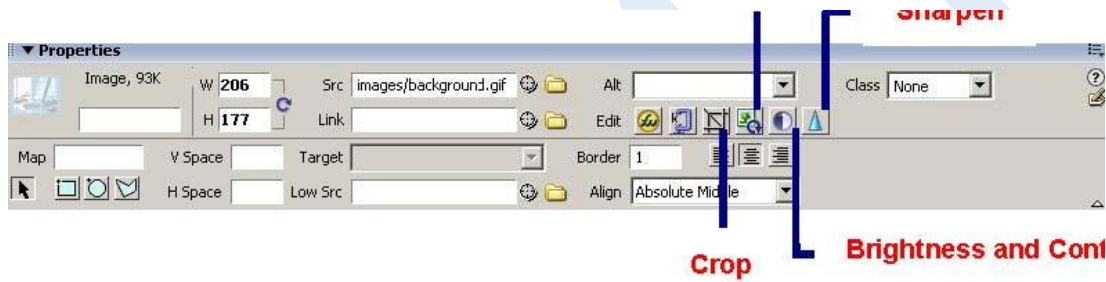 Sharpen
Properties
Image, 93K
W 206
Src images/background.gif
Alt
Class None
H 177
Link
Edit
Map
V Space
Target
Border 1
H Space
Low Src
Align Absolute Middle
Crop
Brightness and Cont